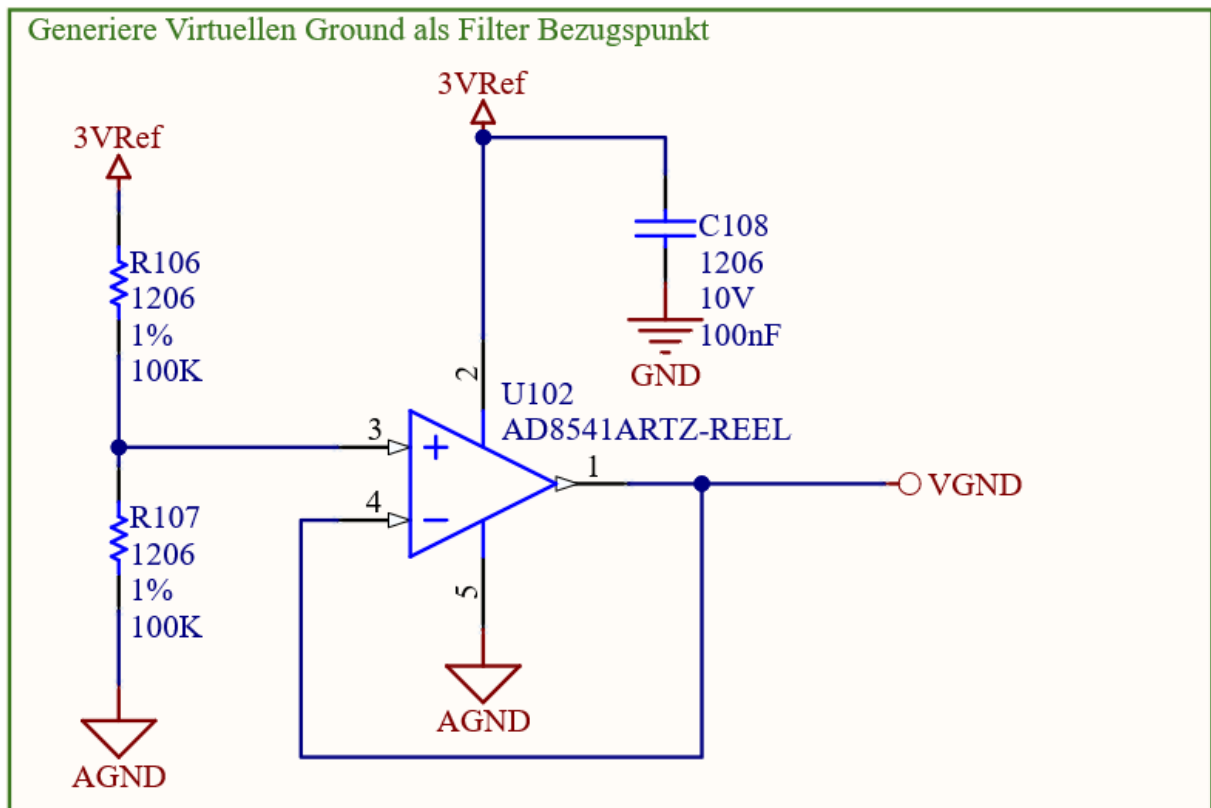 Generiere Virtuellen Ground als Filter Bezugspunkt
3VRef
3VRef
R106
1206
1%
100K
C108
1206
10V
100nF
GND
2
U102
AD8541ARTZ-REEL
3
+
1
VGND
4
−
R107
1206
1%
100K
5
AGND
AGND